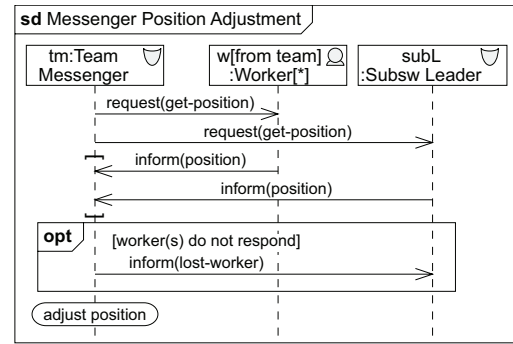 sd Messenger Position Adjustment
tm:Team
Messenger
w[from team]
:Worker[*]
subL
:Subsw Leader
request(get-position)
request(get-position)
inform(position)
inform(position)
opt
[worker(s) do not respond]
inform(lost-worker)
adjust position